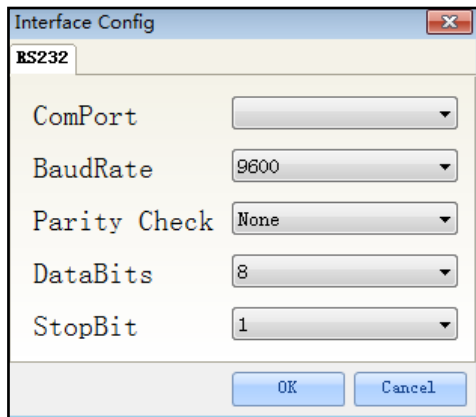 Interface Config
RS232
ComPort
BaudRate 9600
Parity Check None
DataBits 8
StopBit 1
OK Cancel